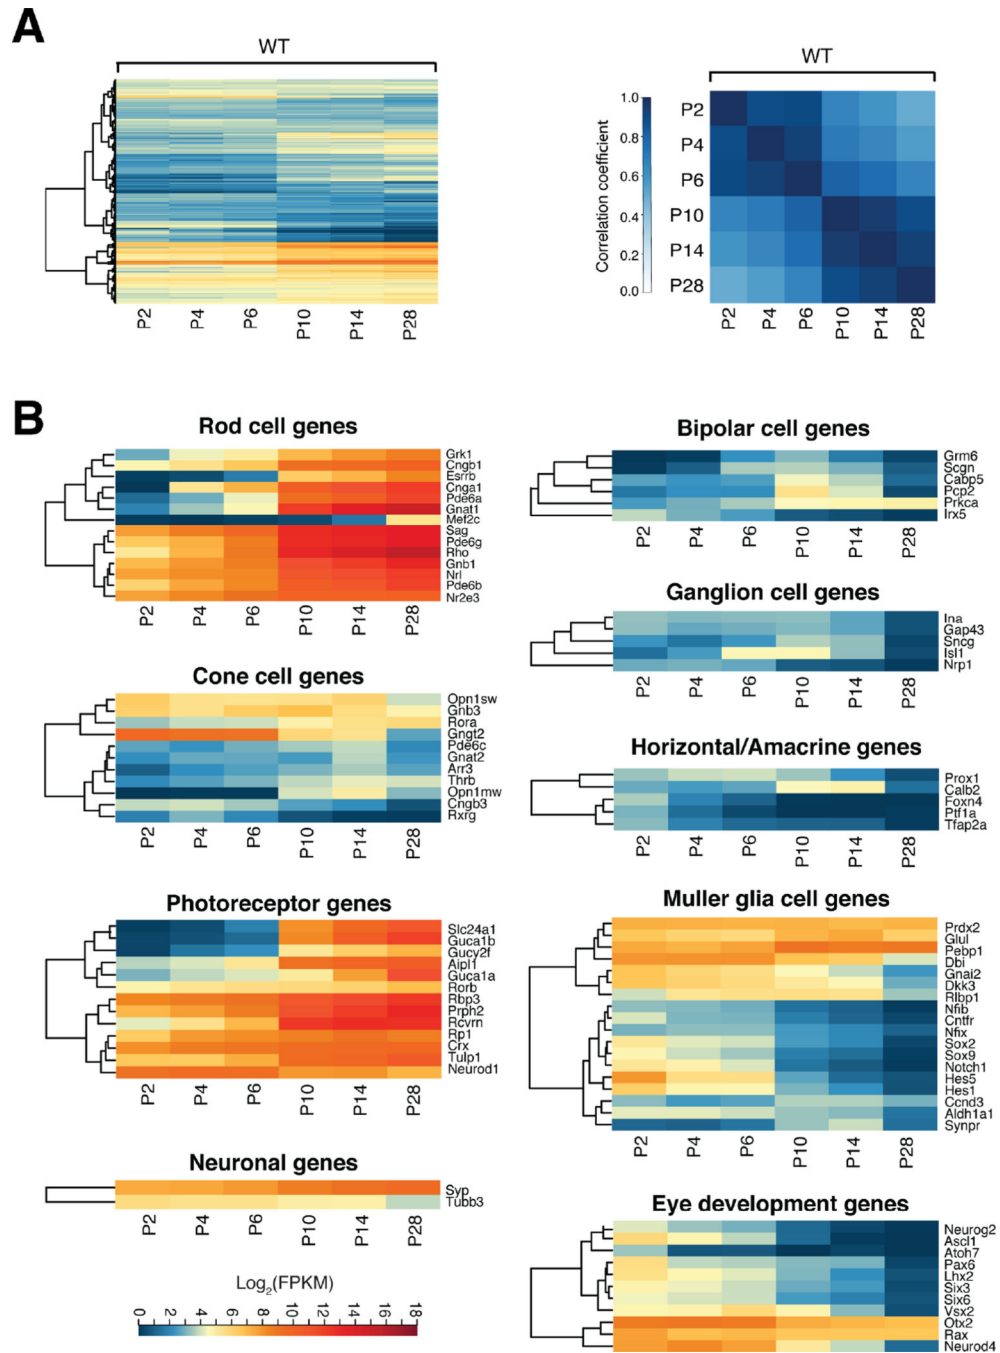 A
WT
P2 P4 P6 P10 P14 P28
WT
Correlation coefficient
1.0
0.8
0.6
0.4
0.2
0.0
P2
P4
P6
P10
P14
P28
P2 P4 P6 P10 P14 P28
B
Rod cell genes
Grk1
Cngb1
Esrrb
Cnga1
Pde6a
Gnat1
Mef2c
Sag
Pde6g
Rho
Gnb1
Nrl
Pde6b
Nr2e3
P2 P4 P6 P10 P14 P28
Cone cell genes
Opn1sw
Gnb3
Rora
Gngt2
Pde6c
Gnat2
Arr3
Thrb
Opn1mw
Cngb3
Rxrg
P2 P4 P6 P10 P14 P28
Photoreceptor genes
Slc24a1
Guca1b
Gucy2f
Aipl1
Guca1a
Rorb
Rbp3
Prph2
Rcvrn
Rp1
Crx
Tulp1
Neurod1
P2 P4 P6 P10 P14 P28
Neuronal genes
Syp
Tubb3
P2 P4 P6 P10 P14 P28
Log2(FPKM)
0 2 4 6 8 10 12 14 16 18
Bipolar cell genes
Grm6
Scgn
Cabp5
Pcp2
Prkca
Irx5
P2 P4 P6 P10 P14 P28
Ganglion cell genes
Ina
Gap43
Sncg
Isl1
Nrp1
P2 P4 P6 P10 P14 P28
Horizontal/Amacrine genes
Prox1
Calb2
Foxn4
Ptf1a
Tfap2a
P2 P4 P6 P10 P14 P28
Muller glia cell genes
Prdx2
Glul
Pebp1
Dbi
Gnai2
Dkk3
Rlbp1
Nfib
Cntfr
Nfix
Sox2
Sox9
Notch1
Hes5
Hes1
Ccnd3
Aldh1a1
Synpr
P2 P4 P6 P10 P14 P28
Eye development genes
Neurog2
Ascl1
Atoh7
Pax6
Lhx2
Six3
Six6
Vsx2
Otx2
Rax
Neurod4